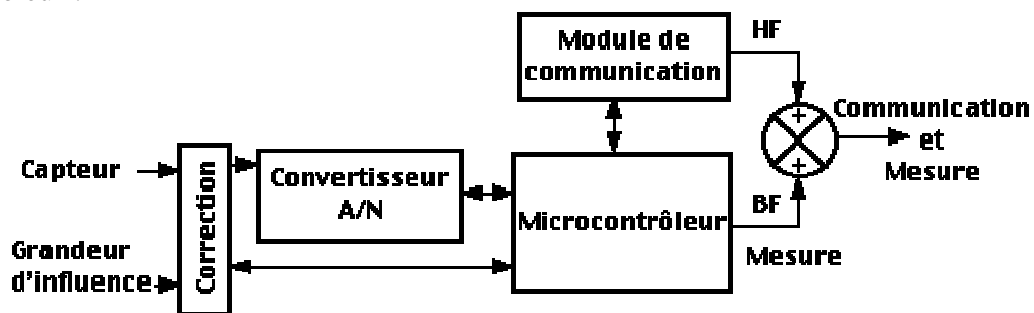 HF
Module de
communication
Communication
et
Mesure
Capteur
Convertisseur
A/N
Correction
Microcontrôleur
BF
Mesure
Grandeur
d'influence
+
+